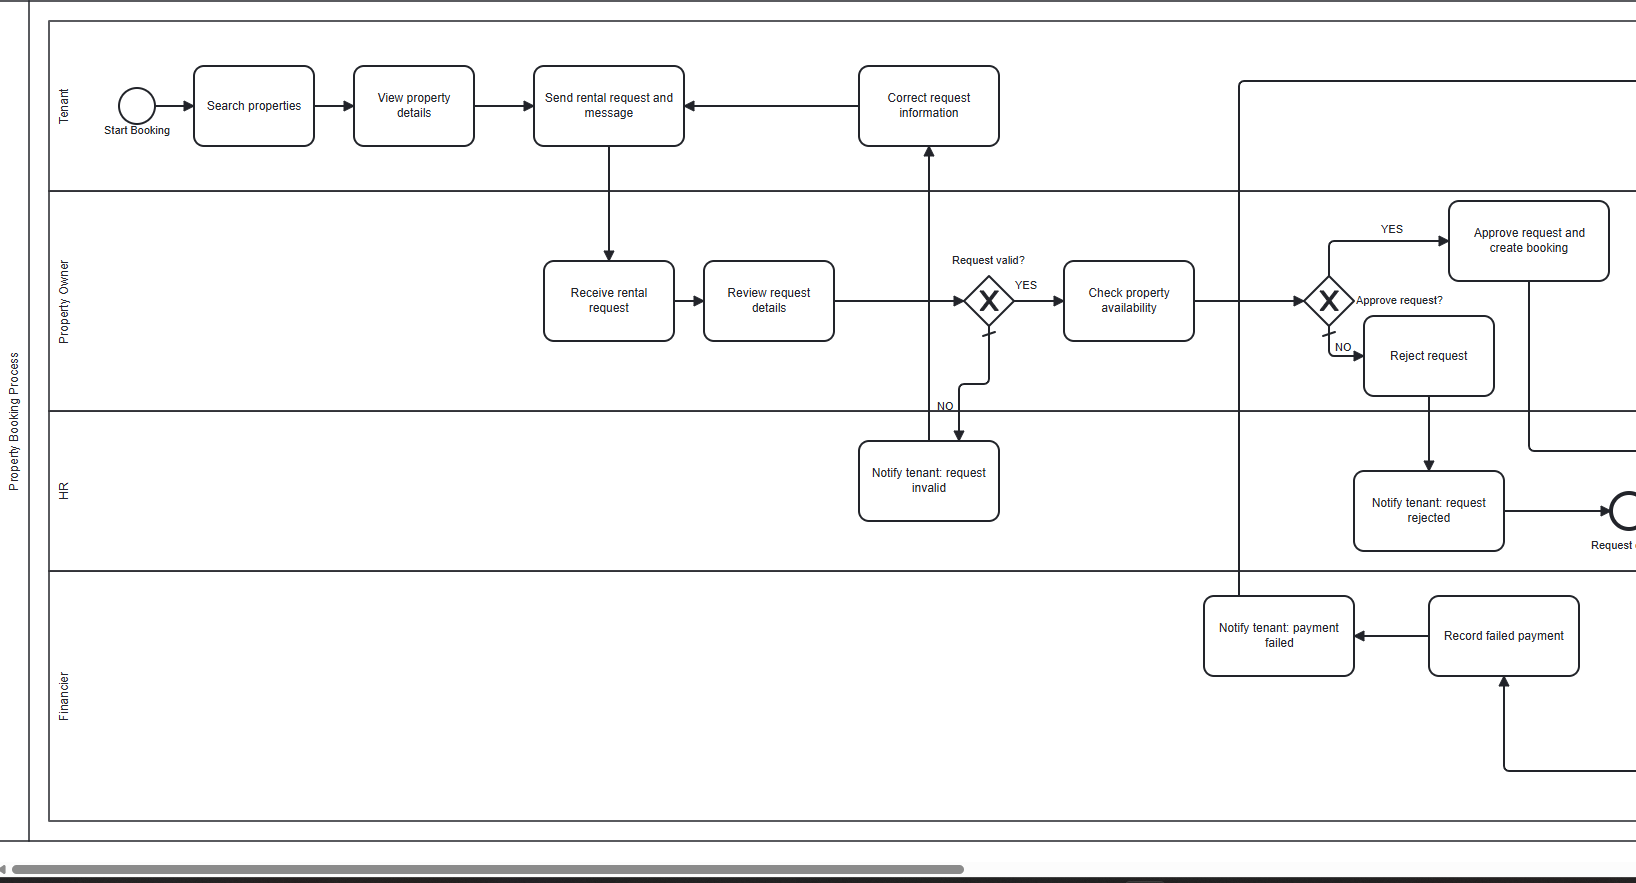 Property Booking Process
Tenant
Start Booking
Search properties
View property
details
Send rental request and
message
Correct request
information
Property Owner
Receive rental
request
Review request
details
Request valid?
YES
NO
Check property
availability
Approve request?
YES
NO
Approve request and
create booking
Reject request
HR
Notify tenant: request
invalid
Notify tenant: request
rejected
Request
Financier
Notify tenant: payment
failed
Record failed payment